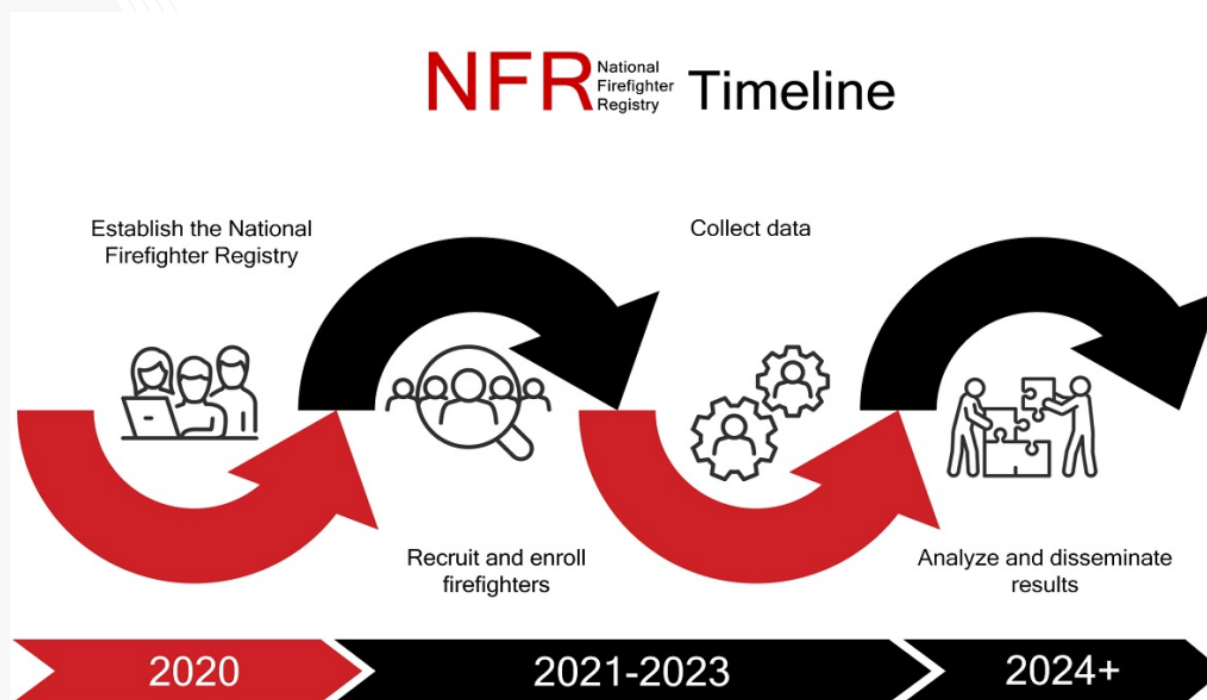 NFR National Firefighter Registry Timeline
Establish the National
Firefighter Registry
Collect data
Recruit and enroll
firefighters
Analyze and disseminate
results
2020
2021-2023
2024+